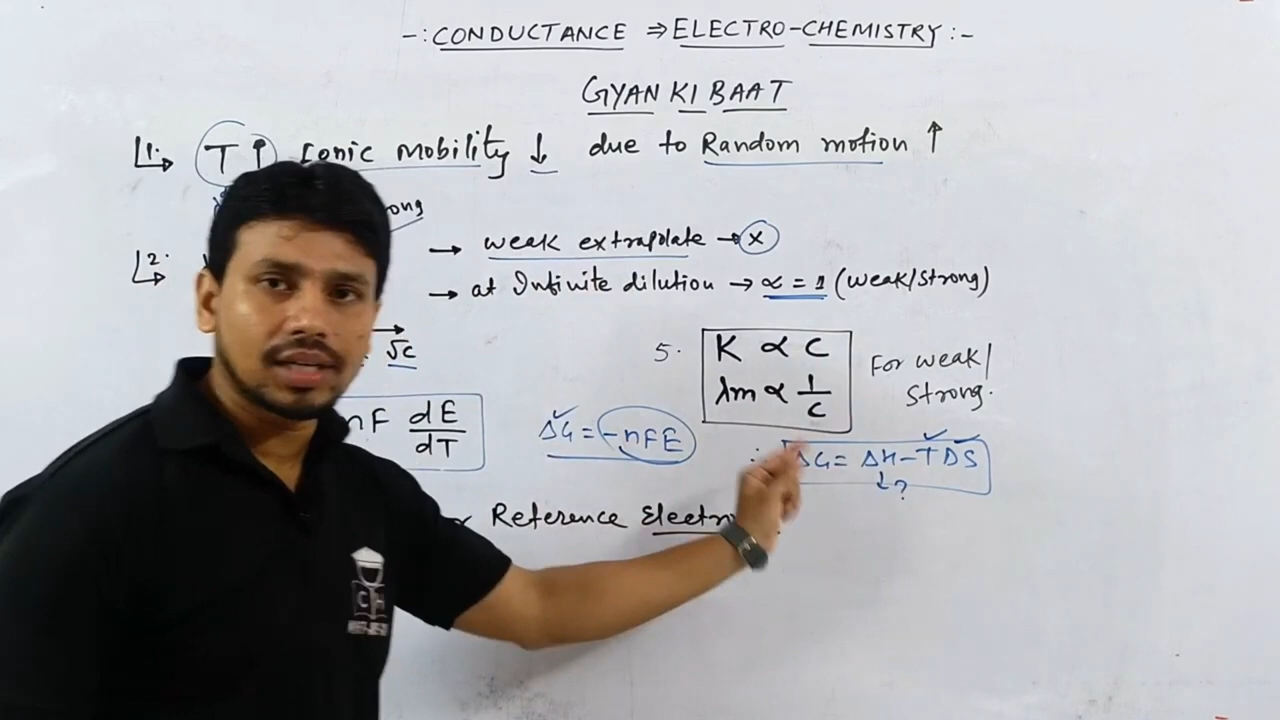 -: CONDUCTANCE ⇒ ELECTRO-CHEMISTRY :-
GYAN KI BAAT
1. T↑ Ionic Mobility ↓ due to Random motion ↑
2.
→ weak extrapolate → x
→ at Infinite dilution → α = 1 (weak/strong)
√C
5. K ∝ C
λm ∝ 1/C
For weak/
strong.
nF dE/dT
ΔG = -nFE
∴ ΔG = ΔH - TΔS
↓ ?
Reference
C H